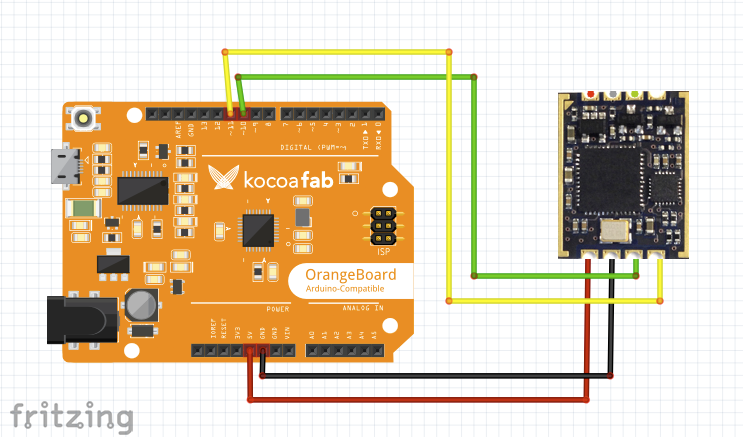 AREF
GND
13
12
~11
~10
~9
8
7
~6
~5
4
~3
2
TXD▶ 1
RXD◀ 0
DIGITAL (PWM=~)
kocoafab
ISP
OrangeBoard
Arduino-Compatible
POWER
ANALOG IN
IOREF
RESET
3V3
5V
GND
GND
VIN
A0
A1
A2
A3
A4
A5
fritzing